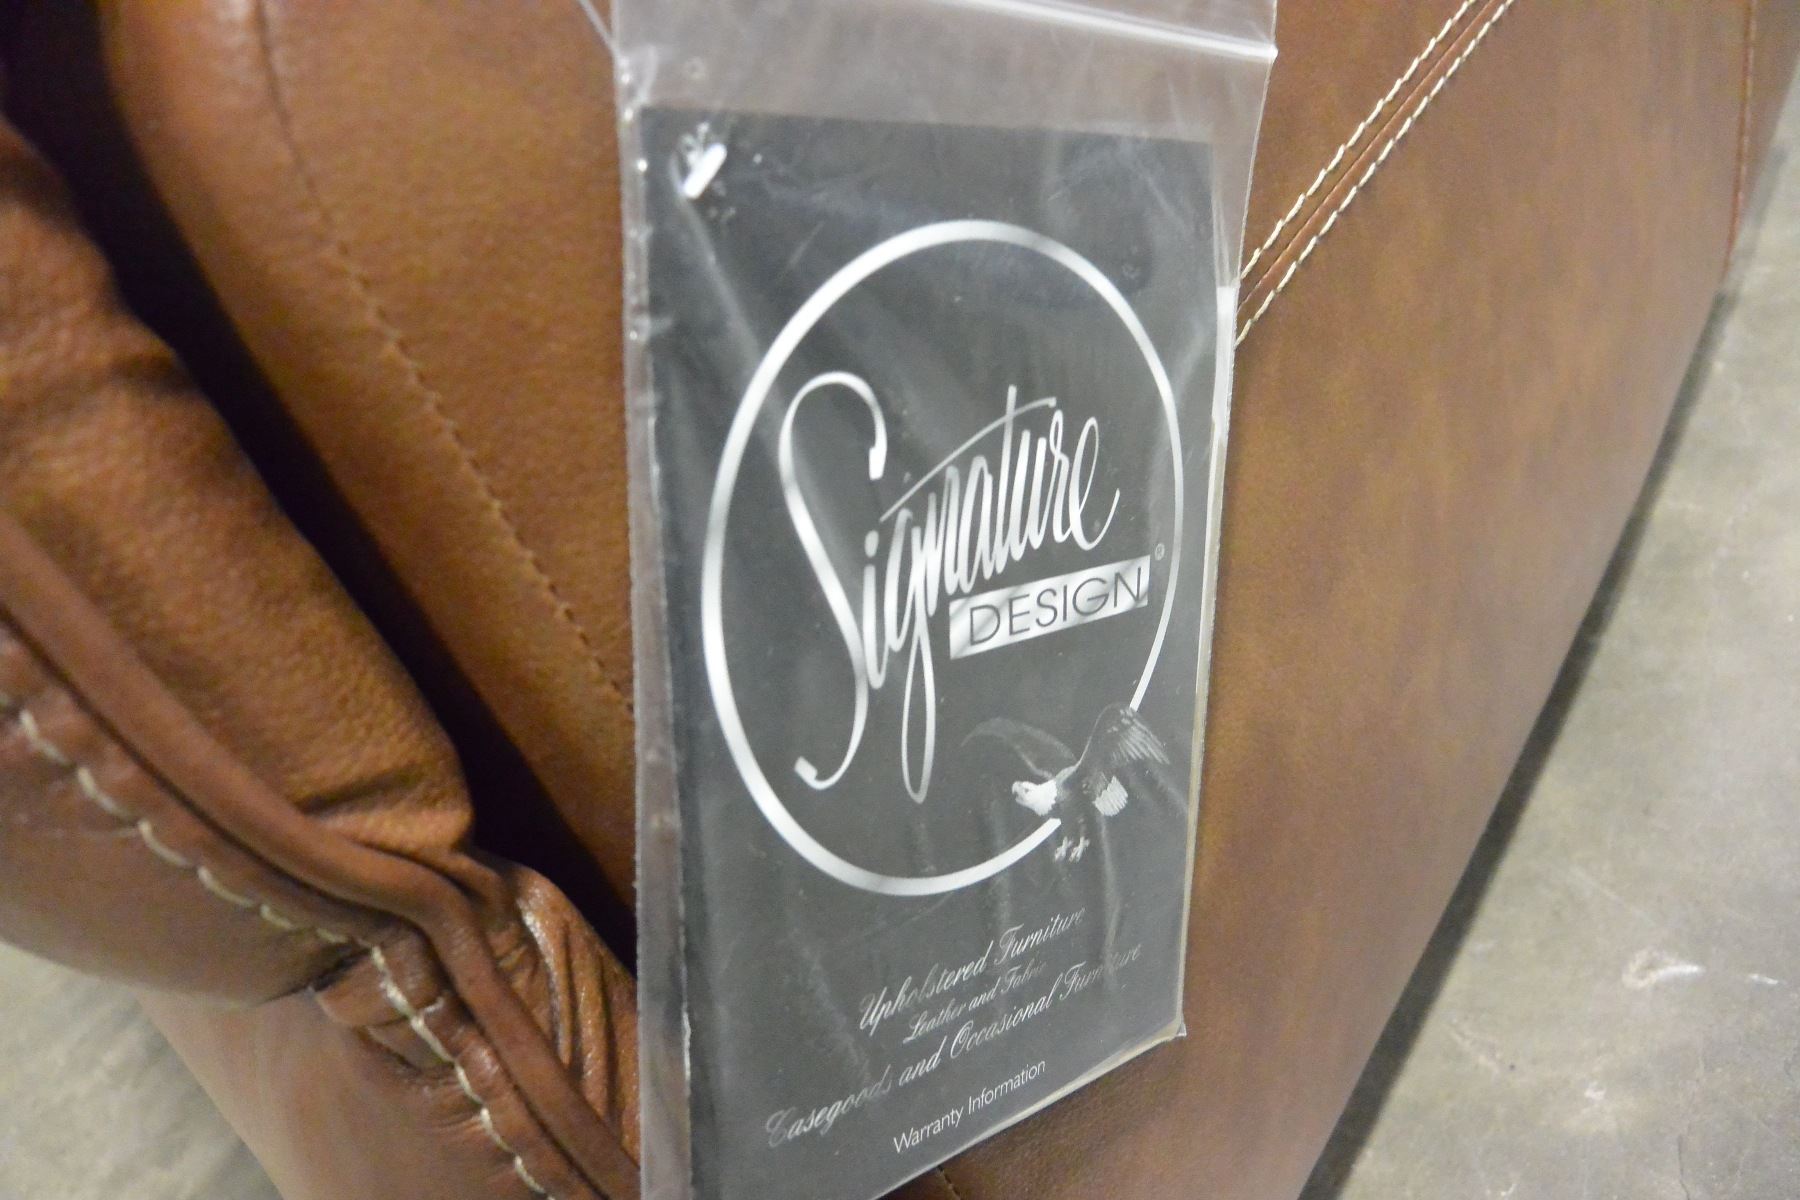 Signature
DESIGN®
Upholstered Furniture
Leather and Fabric
Casegoods and Occasional Furniture
Warranty Information